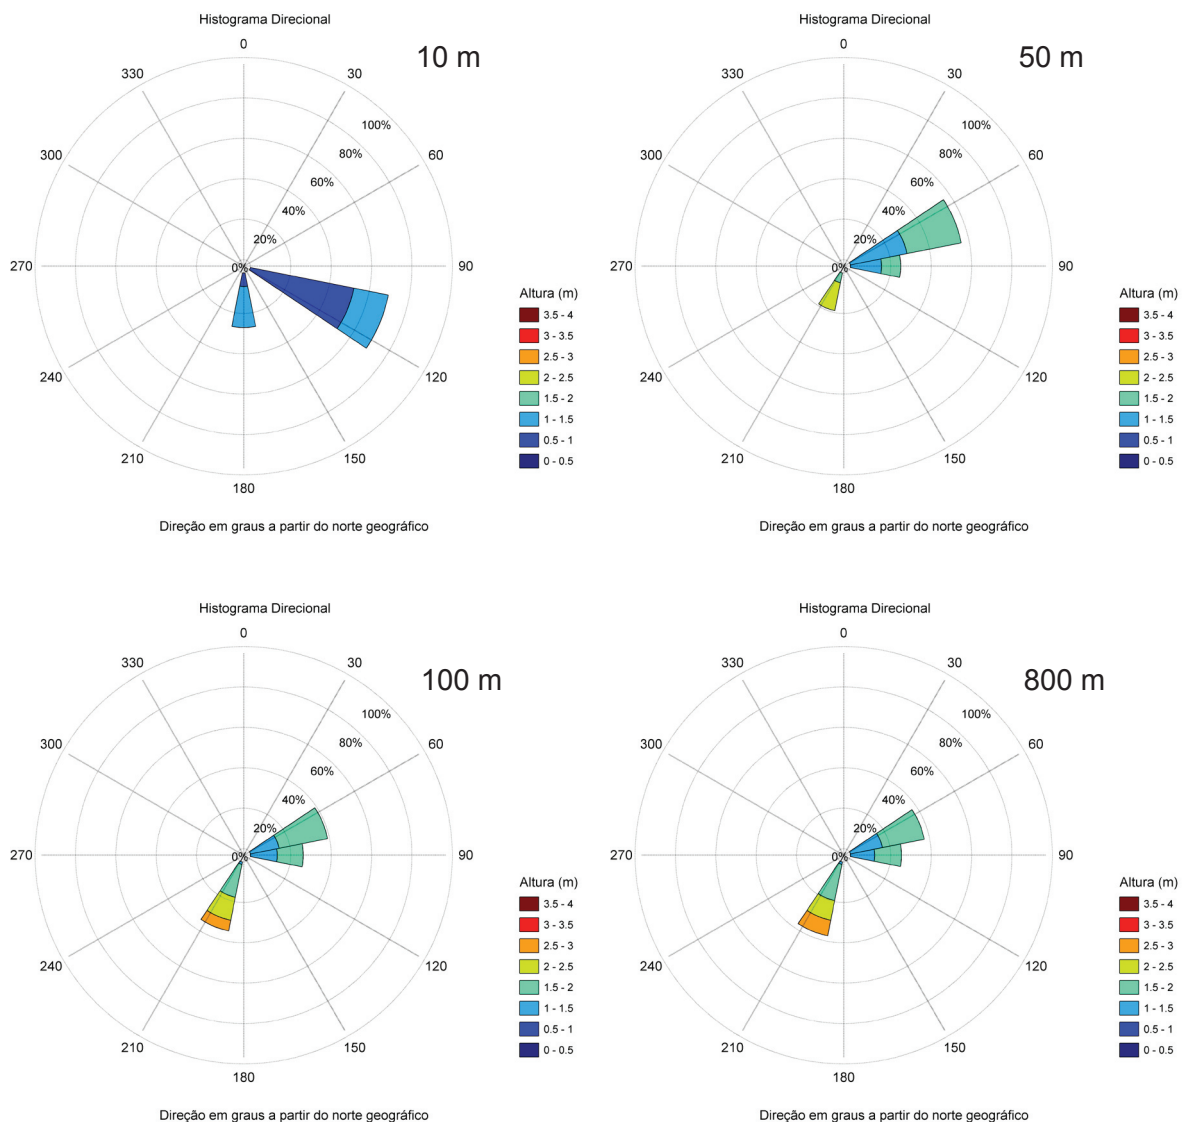 Histograma Direcional
10 m
0
30
60
90
120
150
180
210
240
270
300
330
0%
20%
40%
60%
80%
100%
Altura (m)
3.5 - 4
3 - 3.5
2.5 - 3
2 - 2.5
1.5 - 2
1 - 1.5
0.5 - 1
0 - 0.5
Direção em graus a partir do norte geográfico
Histograma Direcional
50 m
0
30
60
90
120
150
180
210
240
270
300
330
0%
20%
40%
60%
80%
100%
Altura (m)
3.5 - 4
3 - 3.5
2.5 - 3
2 - 2.5
1.5 - 2
1 - 1.5
0.5 - 1
0 - 0.5
Direção em graus a partir do norte geográfico
Histograma Direcional
100 m
0
30
60
90
120
150
180
210
240
270
300
330
0%
20%
40%
60%
80%
100%
Altura (m)
3.5 - 4
3 - 3.5
2.5 - 3
2 - 2.5
1.5 - 2
1 - 1.5
0.5 - 1
0 - 0.5
Direção em graus a partir do norte geográfico
Histograma Direcional
800 m
0
30
60
90
120
150
180
210
240
270
300
330
0%
20%
40%
60%
80%
100%
Altura (m)
3.5 - 4
3 - 3.5
2.5 - 3
2 - 2.5
1.5 - 2
1 - 1.5
0.5 - 1
0 - 0.5
Direção em graus a partir do norte geográfico